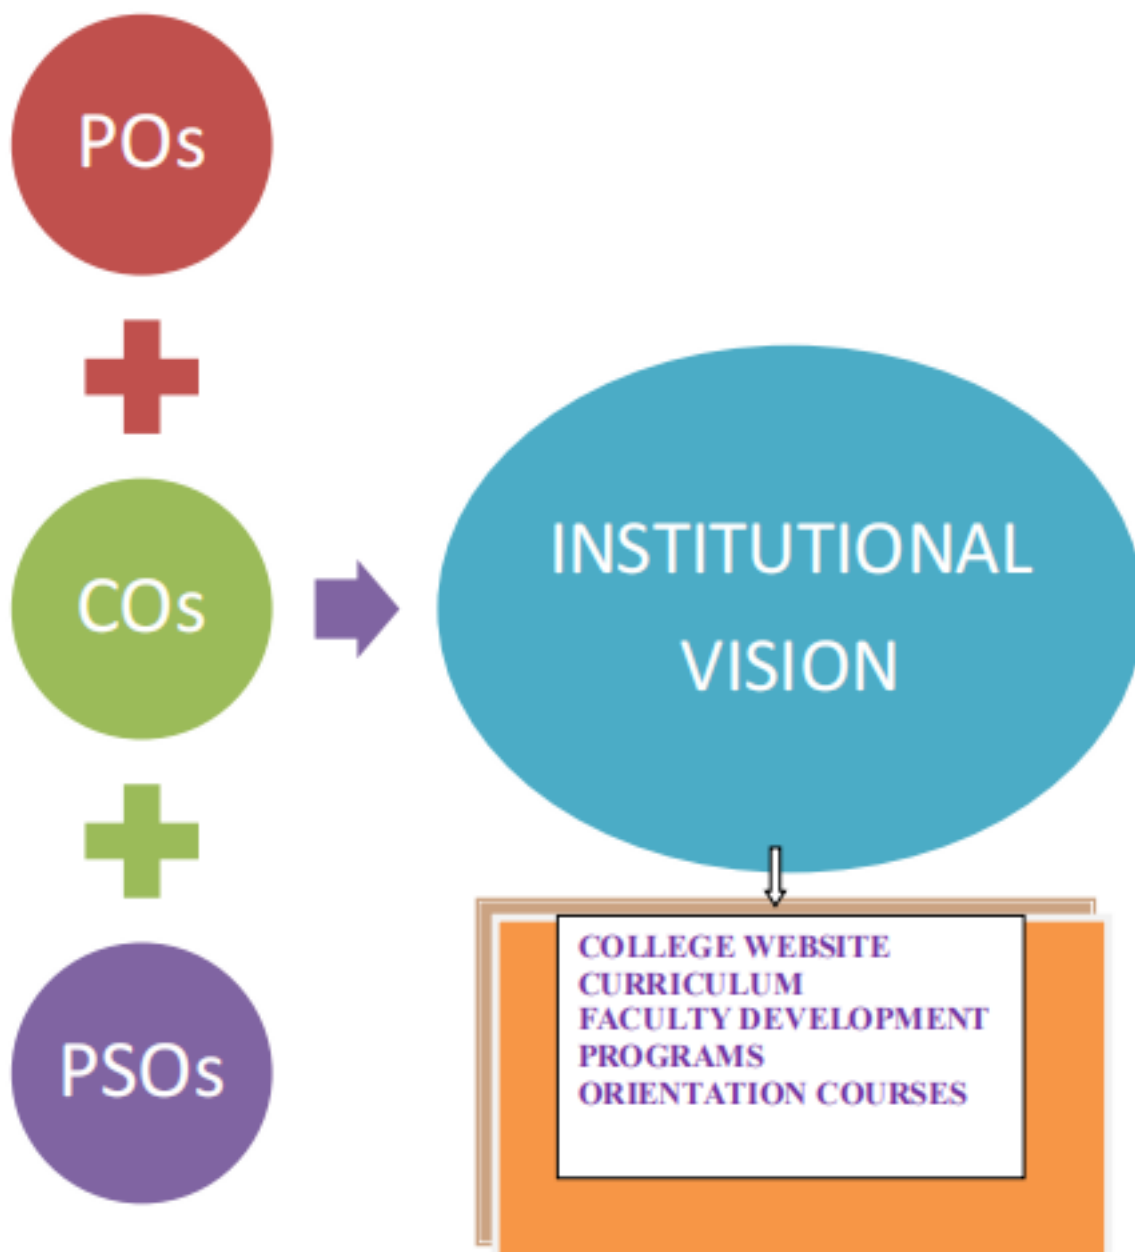 POs
COs
PSOs
INSTITUTIONAL
VISION
COLLEGE WEBSITE
CURRICULUM
FACULTY DEVELOPMENT
PROGRAMS
ORIENTATION COURSES